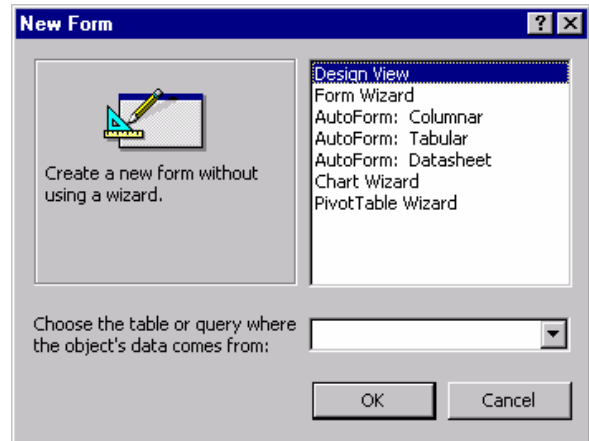 New Form
Design View
Form Wizard
AutoForm: Columnar
AutoForm: Tabular
AutoForm: Datasheet
Chart Wizard
PivotTable Wizard
Create a new form without
using a wizard.
Choose the table or query where
the object's data comes from:
OK
Cancel